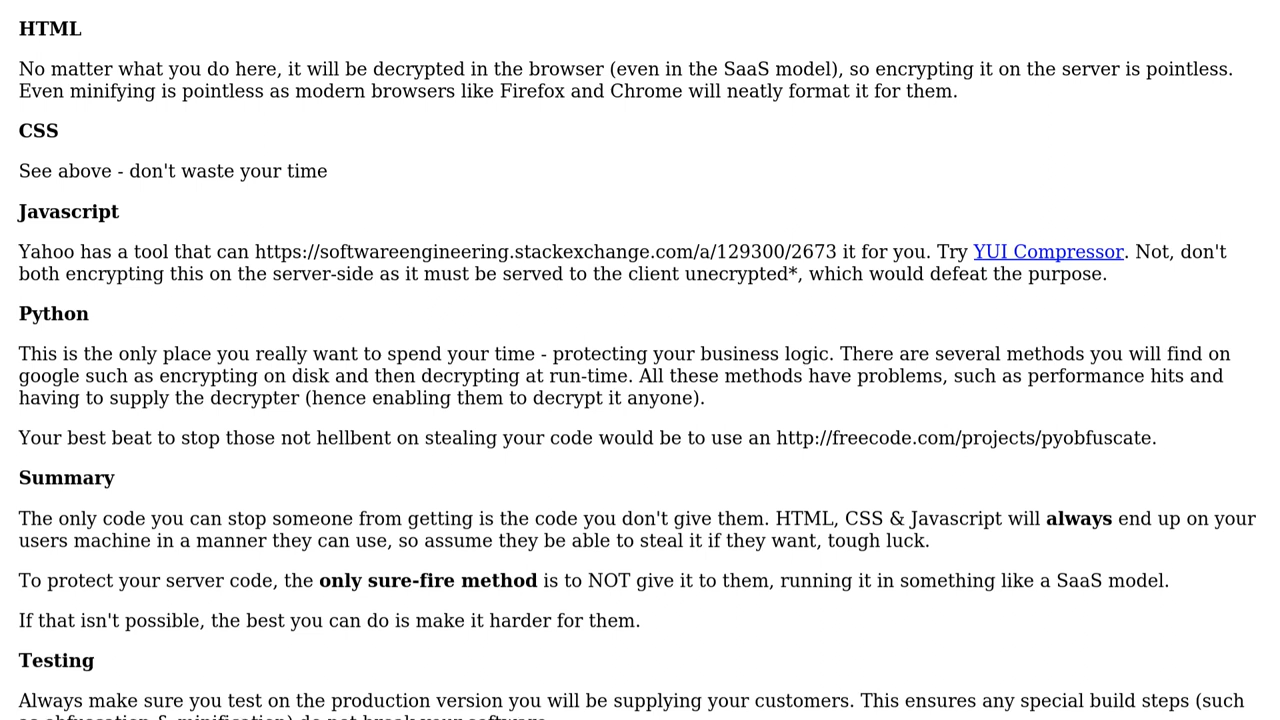 HTML
No matter what you do here, it will be decrypted in the browser (even in the SaaS model), so encrypting it on the server is pointless.
Even minifying is pointless as modern browsers like Firefox and Chrome will neatly format it for them.
CSS
See above - don't waste your time
Javascript
Yahoo has a tool that can https://softwareengineering.stackexchange.com/a/129300/2673 it for you. Try YUI Compressor. Not, don't
both encrypting this on the server-side as it must be served to the client unecrypted*, which would defeat the purpose.
Python
This is the only place you really want to spend your time - protecting your business logic. There are several methods you will find on
google such as encrypting on disk and then decrypting at run-time. All these methods have problems, such as performance hits and
having to supply the decrypter (hence enabling them to decrypt it anyone).
Your best beat to stop those not hellbent on stealing your code would be to use an http://freecode.com/projects/pyobfuscate.
Summary
The only code you can stop someone from getting is the code you don't give them. HTML, CSS & Javascript will always end up on your
users machine in a manner they can use, so assume they be able to steal it if they want, tough luck.
To protect your server code, the only sure-fire method is to NOT give it to them, running it in something like a SaaS model.
If that isn't possible, the best you can do is make it harder for them.
Testing
Always make sure you test on the production version you will be supplying your customers. This ensures any special build steps (such
as obfuscation & minification) do not break your software.